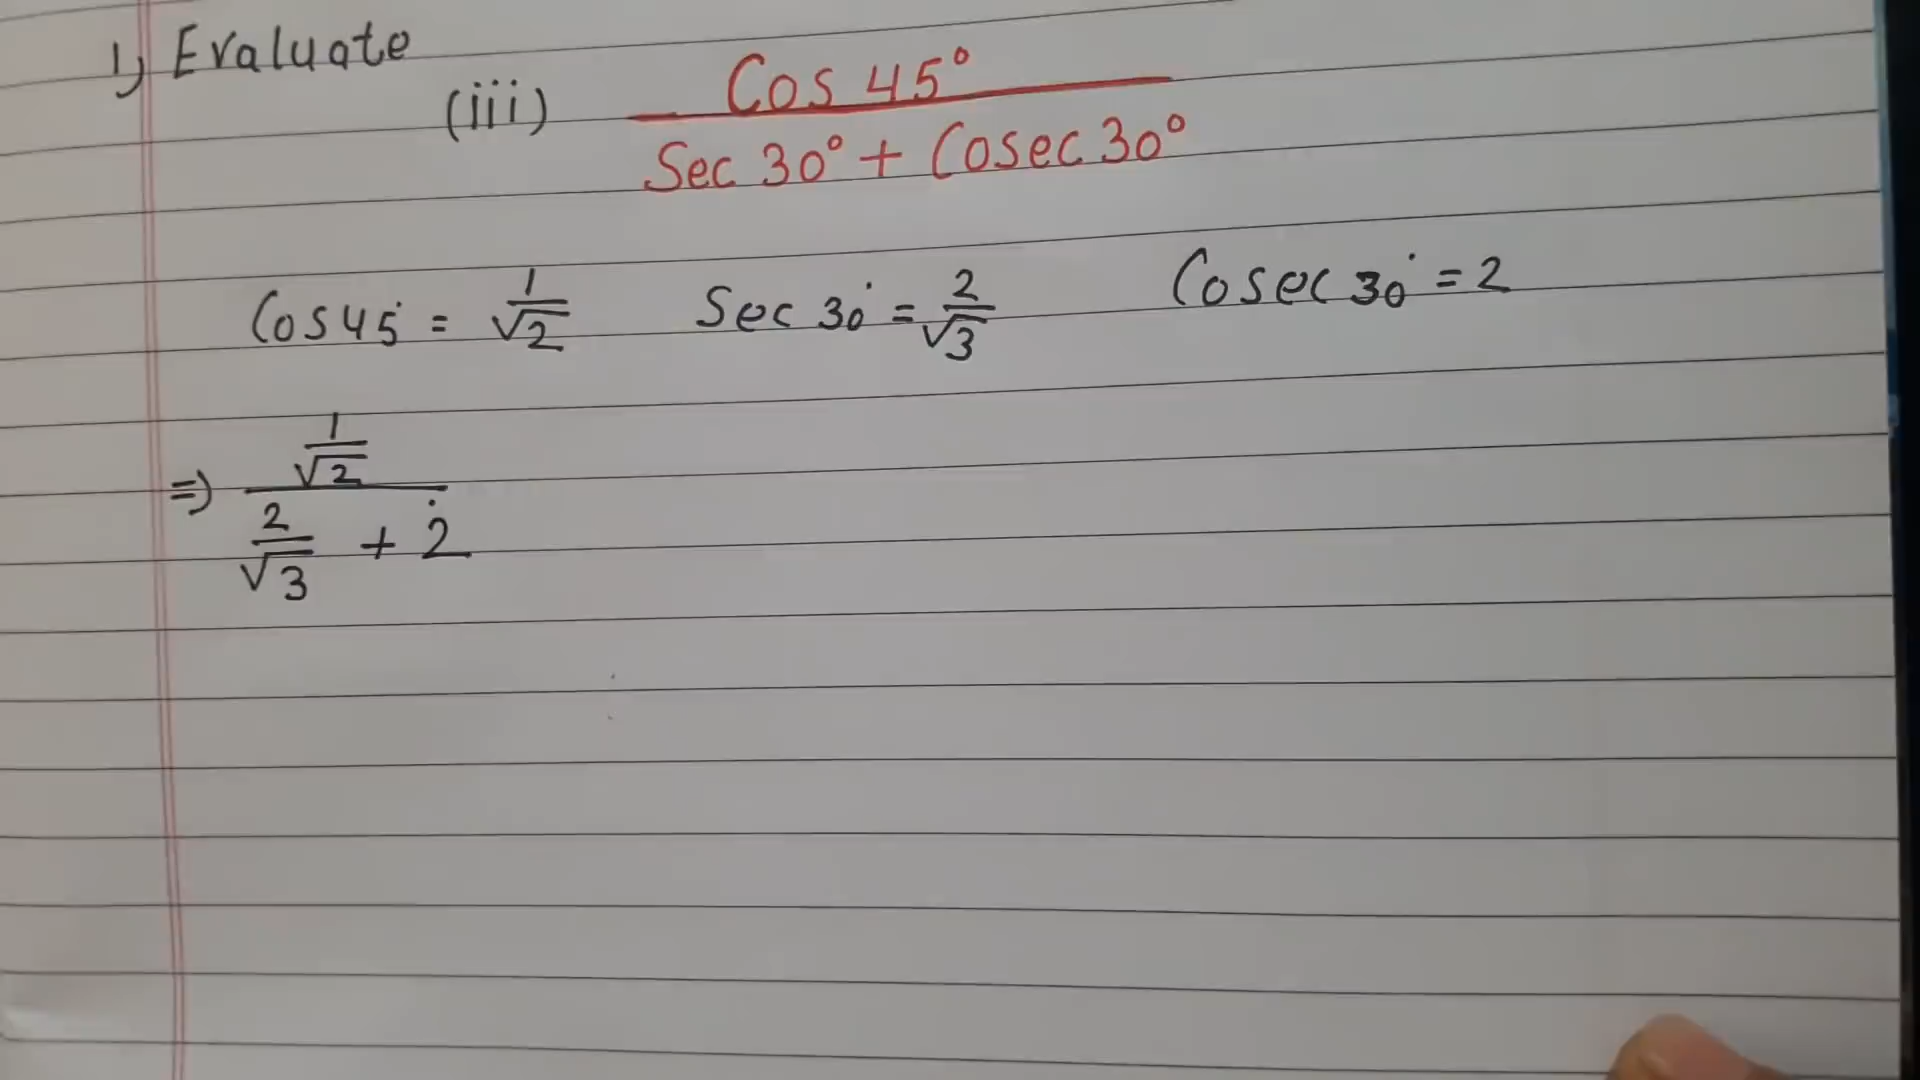 1) Evaluate
(iii) Cos 45° / Sec 30° + Cosec 30°
Cos 45° = 1/√2 Sec 30° = 2/√3 Cosec 30° = 2
⇒ 1/√2 / 2/√3 + 2